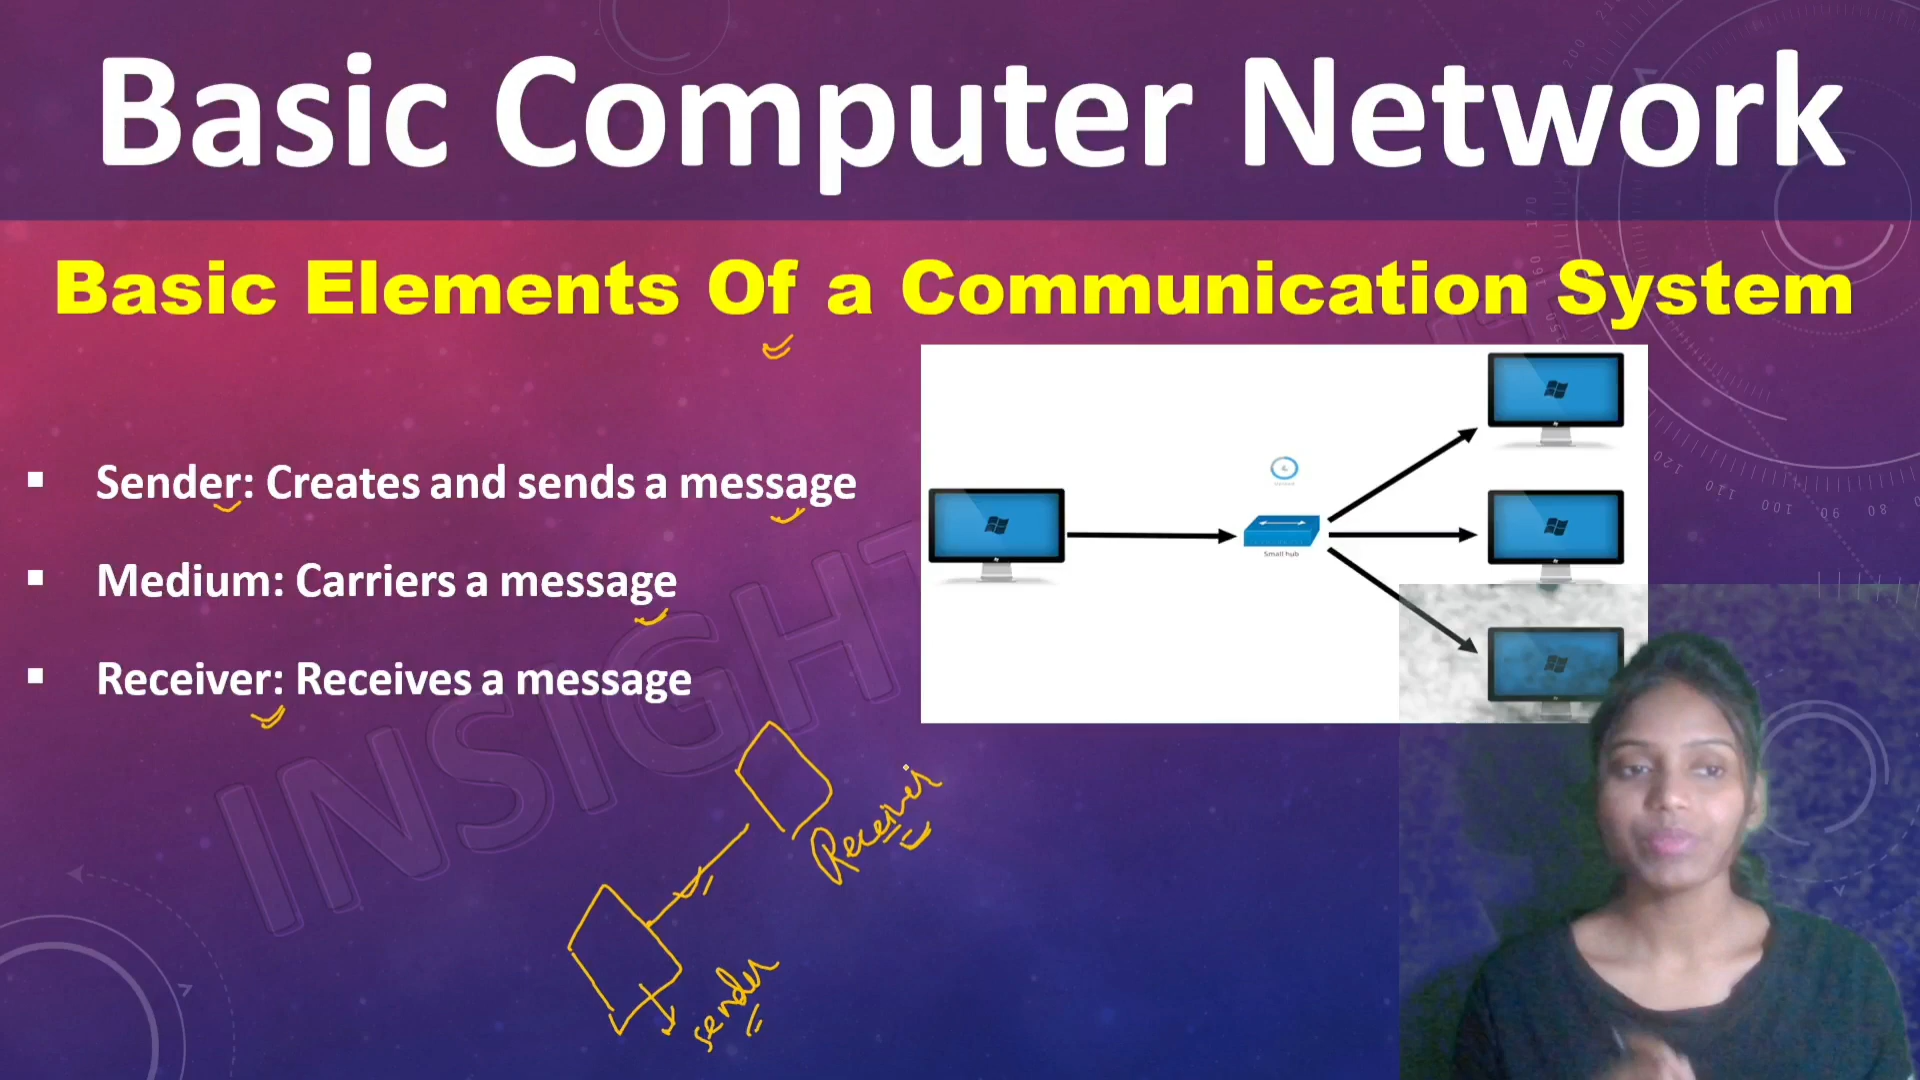 Basic Computer Network
Basic Elements Of a Communication System
Sender: Creates and sends a message
Medium: Carriers a message
Receiver: Receives a message
Small hub
INSIGHT
Receiver
sender